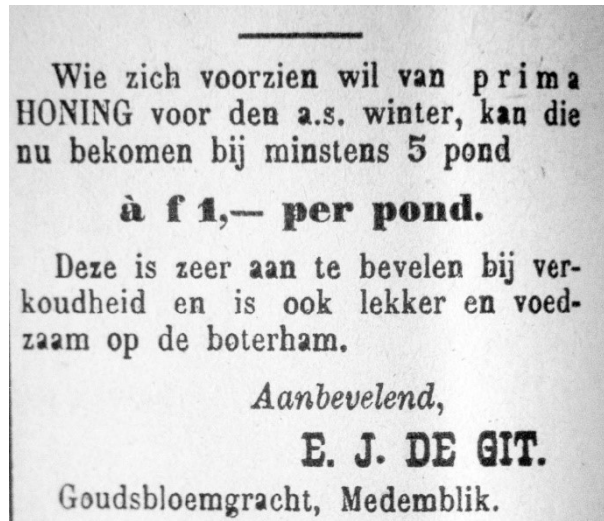 Wie zich voorzien wil van prima
HONING voor den a.s. winter, kan die
nu bekomen bij minstens 5 pond
à f 1,— per pond.
Deze is zeer aan te bevelen bij ver-
koudheid en is ook lekker en voed-
zaam op de boterham.
Aanbevelend,
E. J. DE GIT.
Goudsbloemgracht, Medemblik.